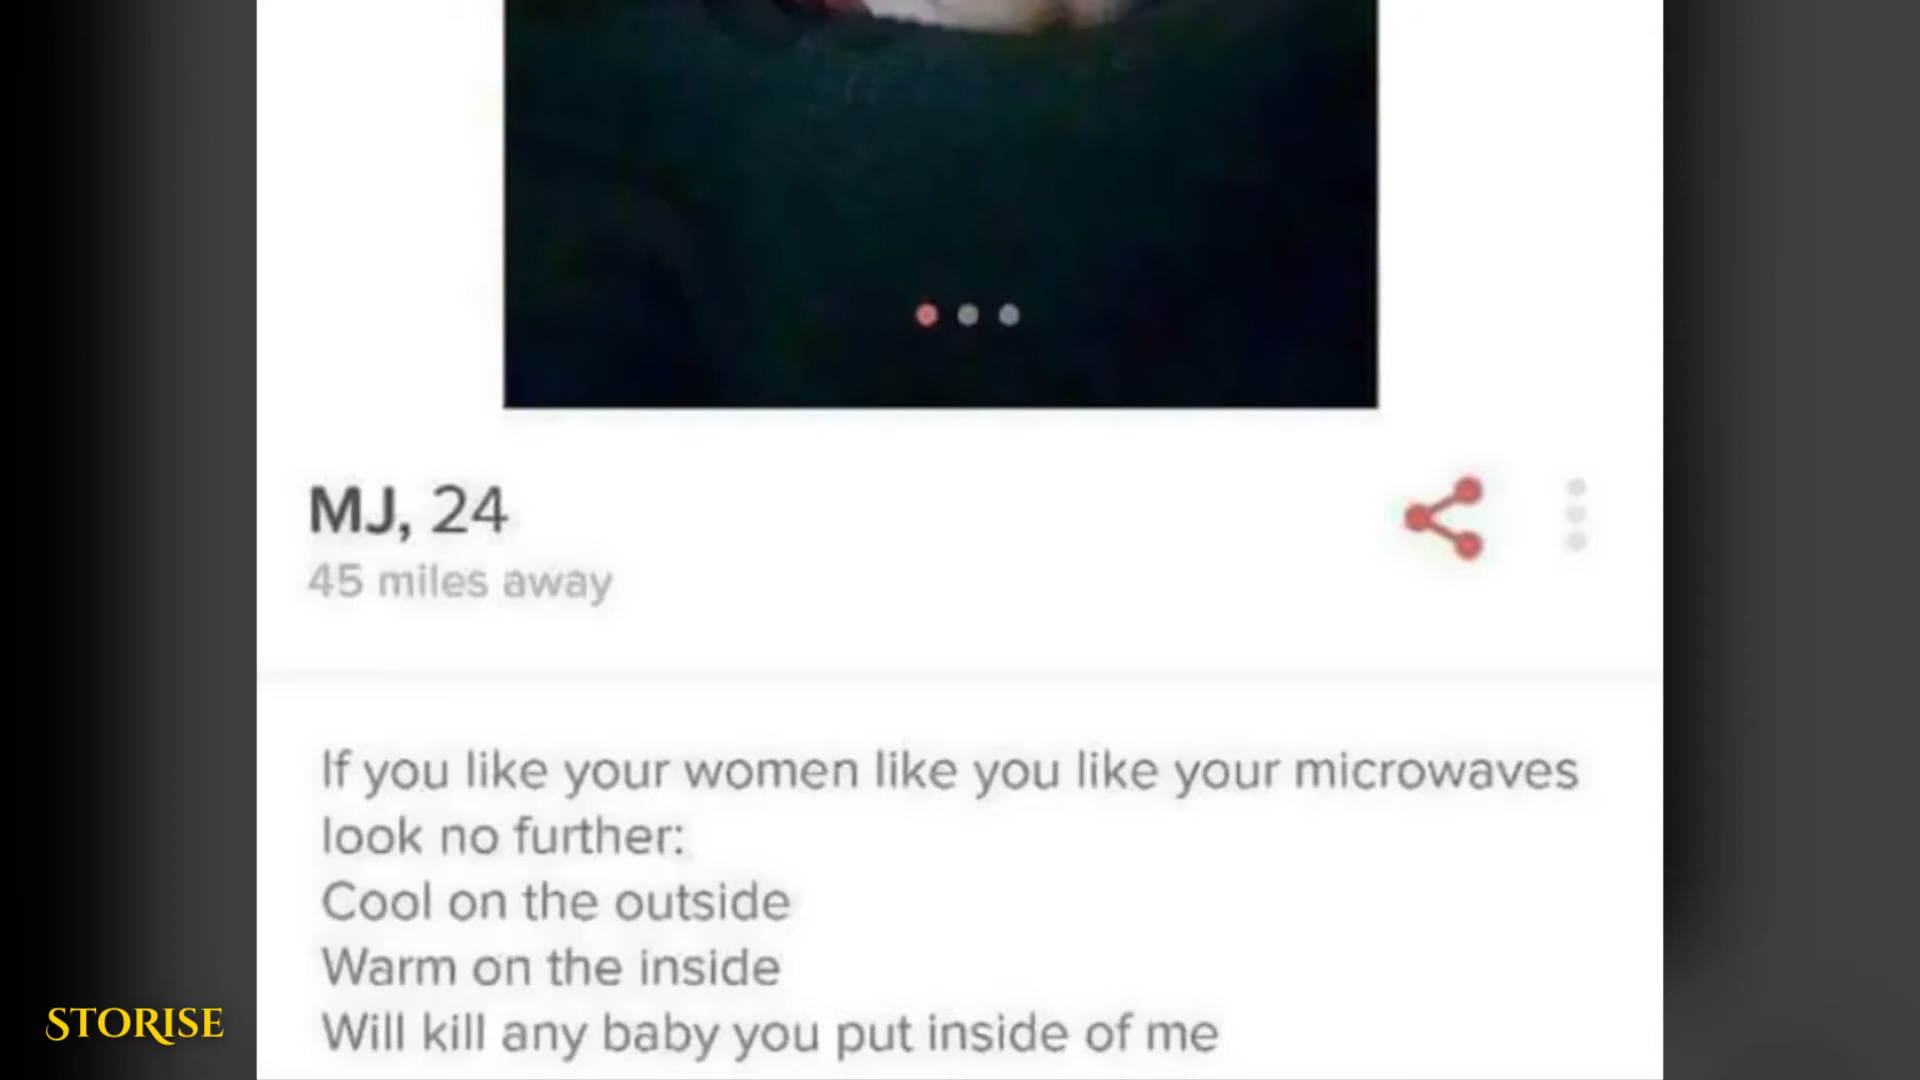 MJ, 24
45 miles away
If you like your women like you like your microwaves
look no further:
Cool on the outside
Warm on the inside
Will kill any baby you put inside of me
STORISE